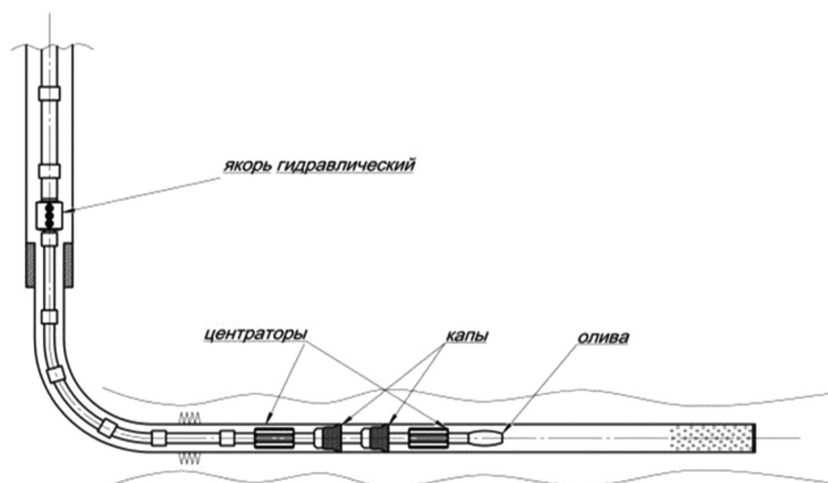 якорь гидравлический
центраторы
капы
олива